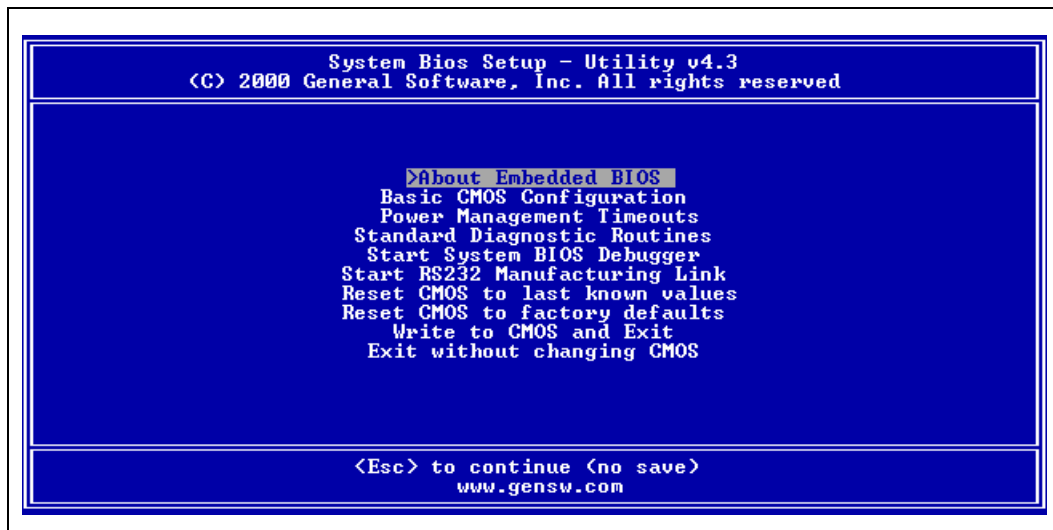 System Bios Setup - Utility v4.3
(C) 2000 General Software, Inc. All rights reserved
>About Embedded BIOS
Basic CMOS Configuration
Power Management Timeouts
Standard Diagnostic Routines
Start System BIOS Debugger
Start RS232 Manufacturing Link
Reset CMOS to last known values
Reset CMOS to factory defaults
Write to CMOS and Exit
Exit without changing CMOS
<Esc> to continue (no save)
www.gensw.com